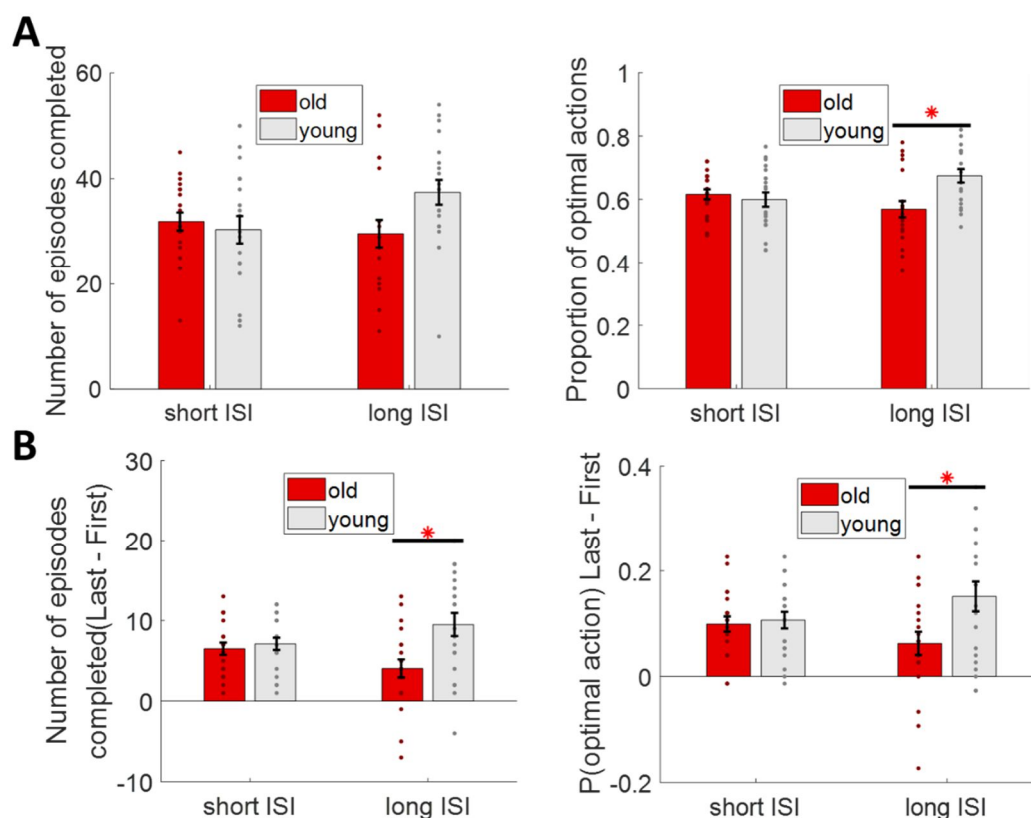 A
Number of episodes completed
60
40
20
0
old
young
short ISI
long ISI
Proportion of optimal actions
1
0.8
0.6
0.4
0.2
0
old
young
*
short ISI
long ISI
B
Number of episodes
completed(Last - First)
30
20
10
0
-10
old
young
*
short ISI
long ISI
P(optimal action) Last - First
0.4
0.2
0
-0.2
old
young
*
short ISI
long ISI